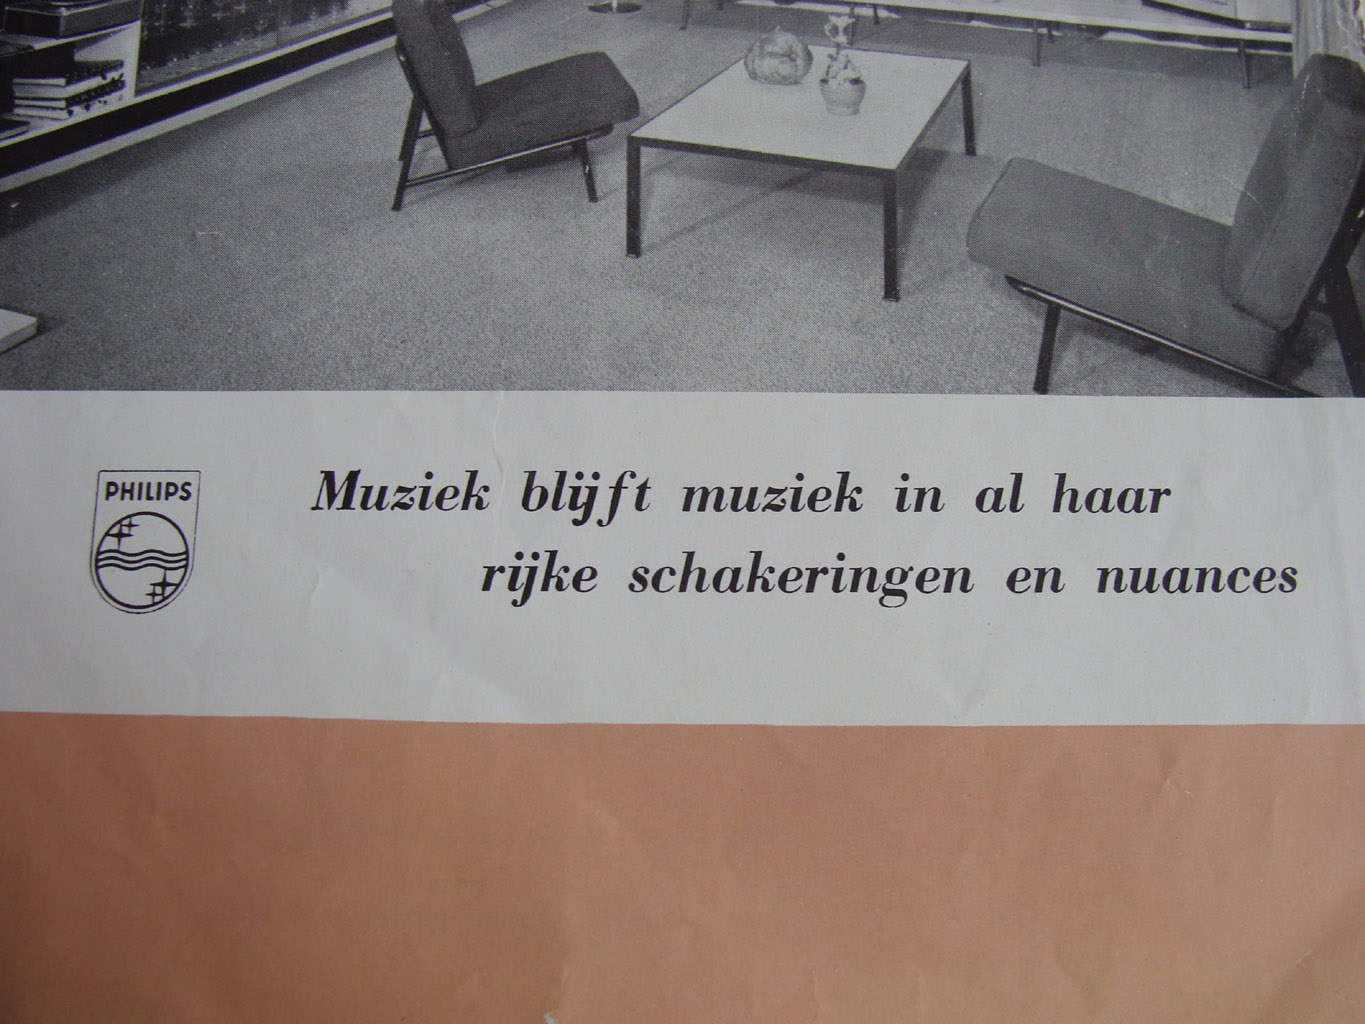 PHILIPS
Muziek blijft muziek in al haar
rijke schakeringen en nuances